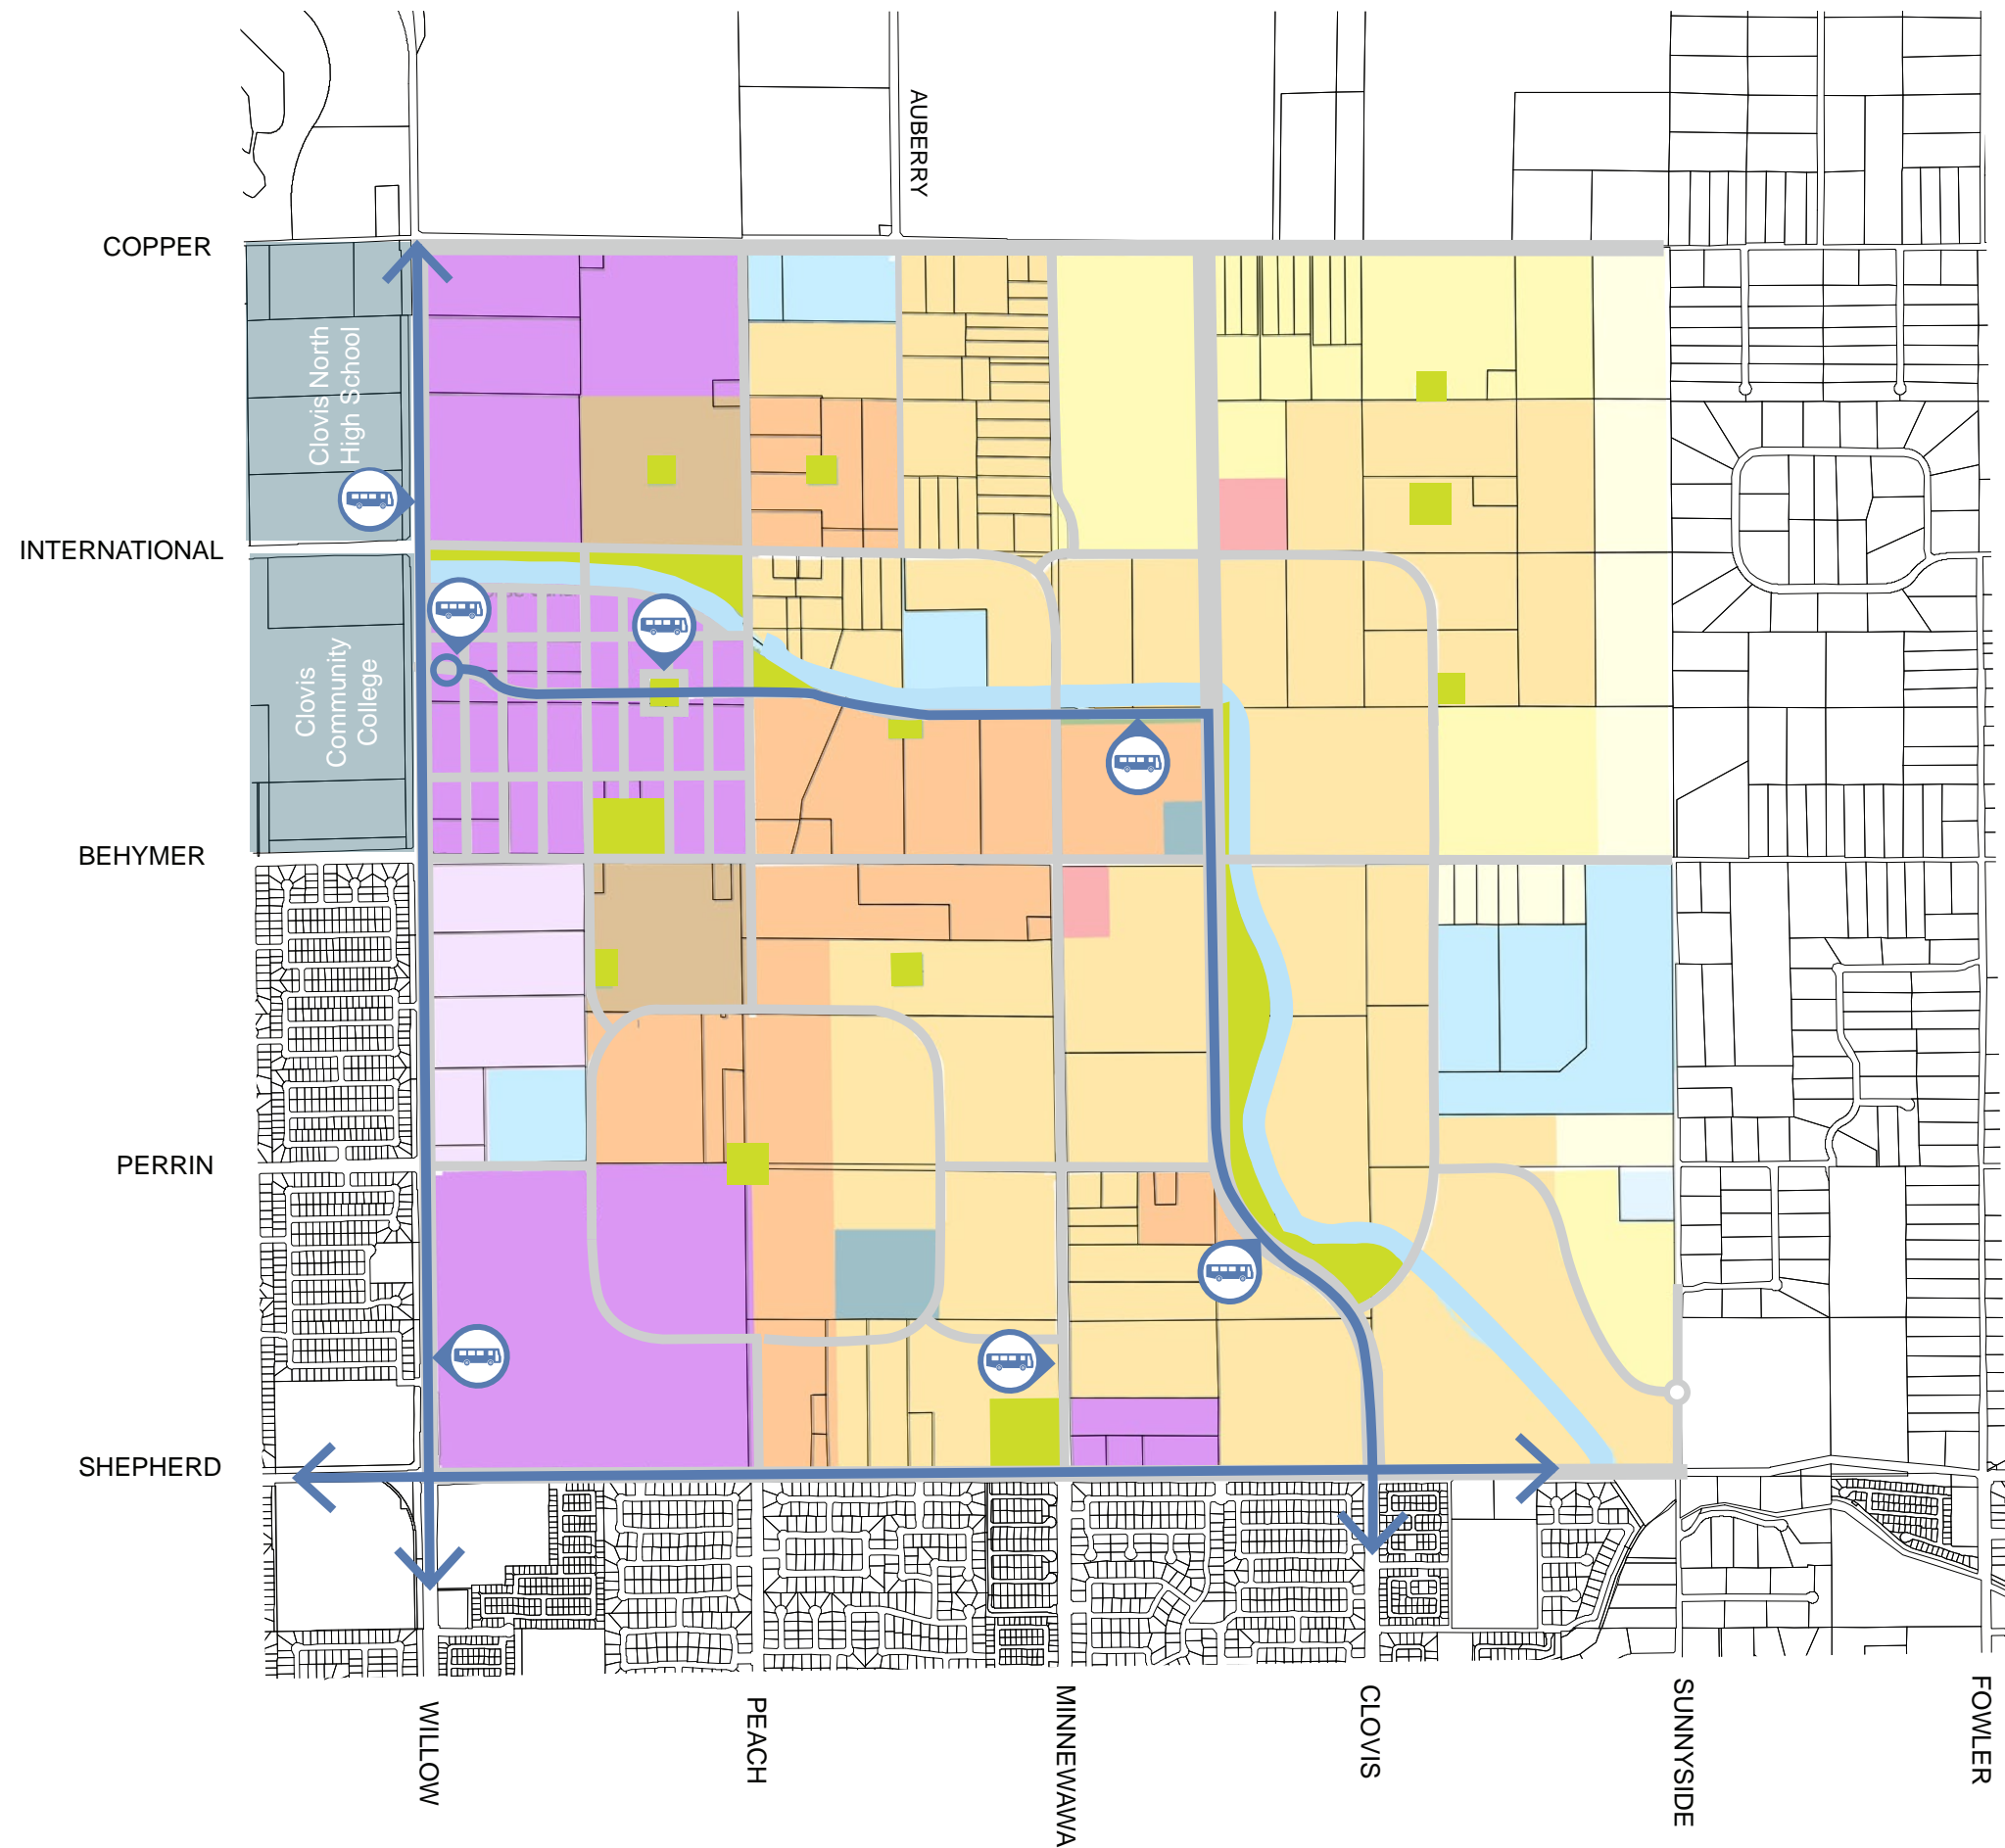 AUBERRY
COPPER
Clovis North
High School
INTERNATIONAL
Clovis
Community
College
BEHYMER
PERRIN
SHEPHERD
WILLOW
PEACH
MINNEWAWA
CLOVIS
SUNNYSIDE
FOWLER